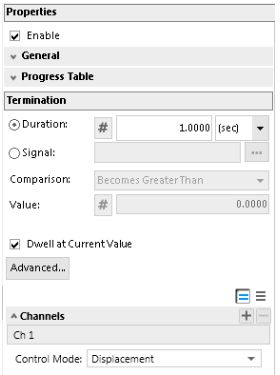 Properties
Enable
General
Progress Table
Termination
Duration: # 1.0000 (sec)
Signal: ...
Comparison: Becomes Greater Than
Value: # 0.0000
Dwell at Current Value
Advanced...
Channels + −
Ch 1
Control Mode: Displacement